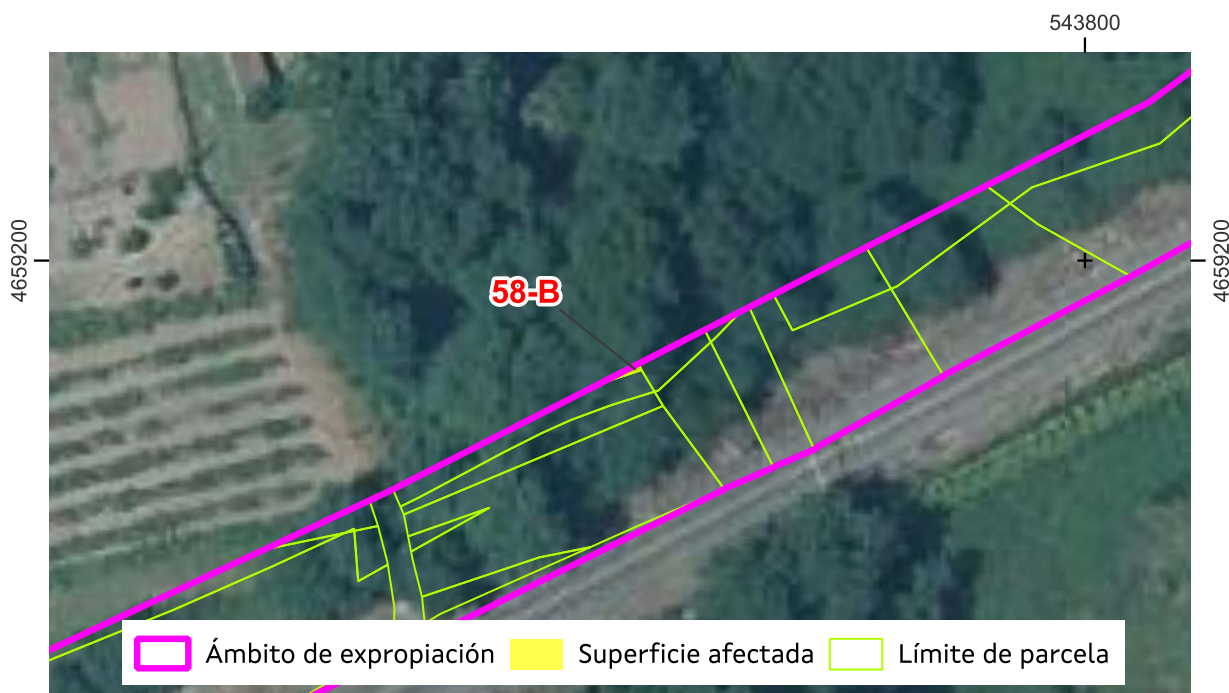 543800
4659200
4659200
58-B
Ámbito de expropiación
Superficie afectada
Límite de parcela